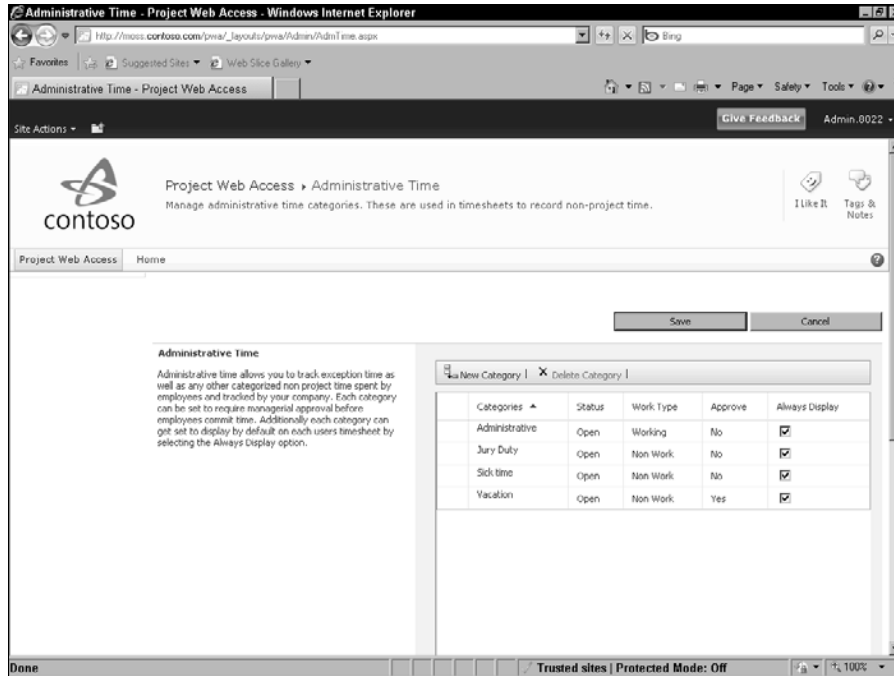 Administrative Time - Project Web Access - Windows Internet Explorer
http://moss.contoso.com/pwa/_layouts/pwa/Admin/AdmTime.aspx
Bing
Favorites
Suggested Sites
Web Slice Gallery
Administrative Time - Project Web Access
Page
Safety
Tools
Site Actions
Give Feedback
Admin.8022
contoso
Project Web Access
Administrative Time
Manage administrative time categories. These are used in timesheets to record non-project time.
I Like It
Tags &
Notes
Project Web Access
Home
Save
Cancel
Administrative Time
Administrative time allows you to track exception time as
well as any other categorized non project time spent by
employees and tracked by your company. Each category
can be set to require managerial approval before
employees commit time. Additionally each category can
get set to display by default on each users timesheet by
selecting the Always Display option.
New Category
Delete Category
Categories Status Work Type Approve Always Display
Administrative Open Working No
Jury Duty Open Non Work No
Sick time Open Non Work No
Vacation Open Non Work Yes
Done
Trusted sites | Protected Mode: Off
100%